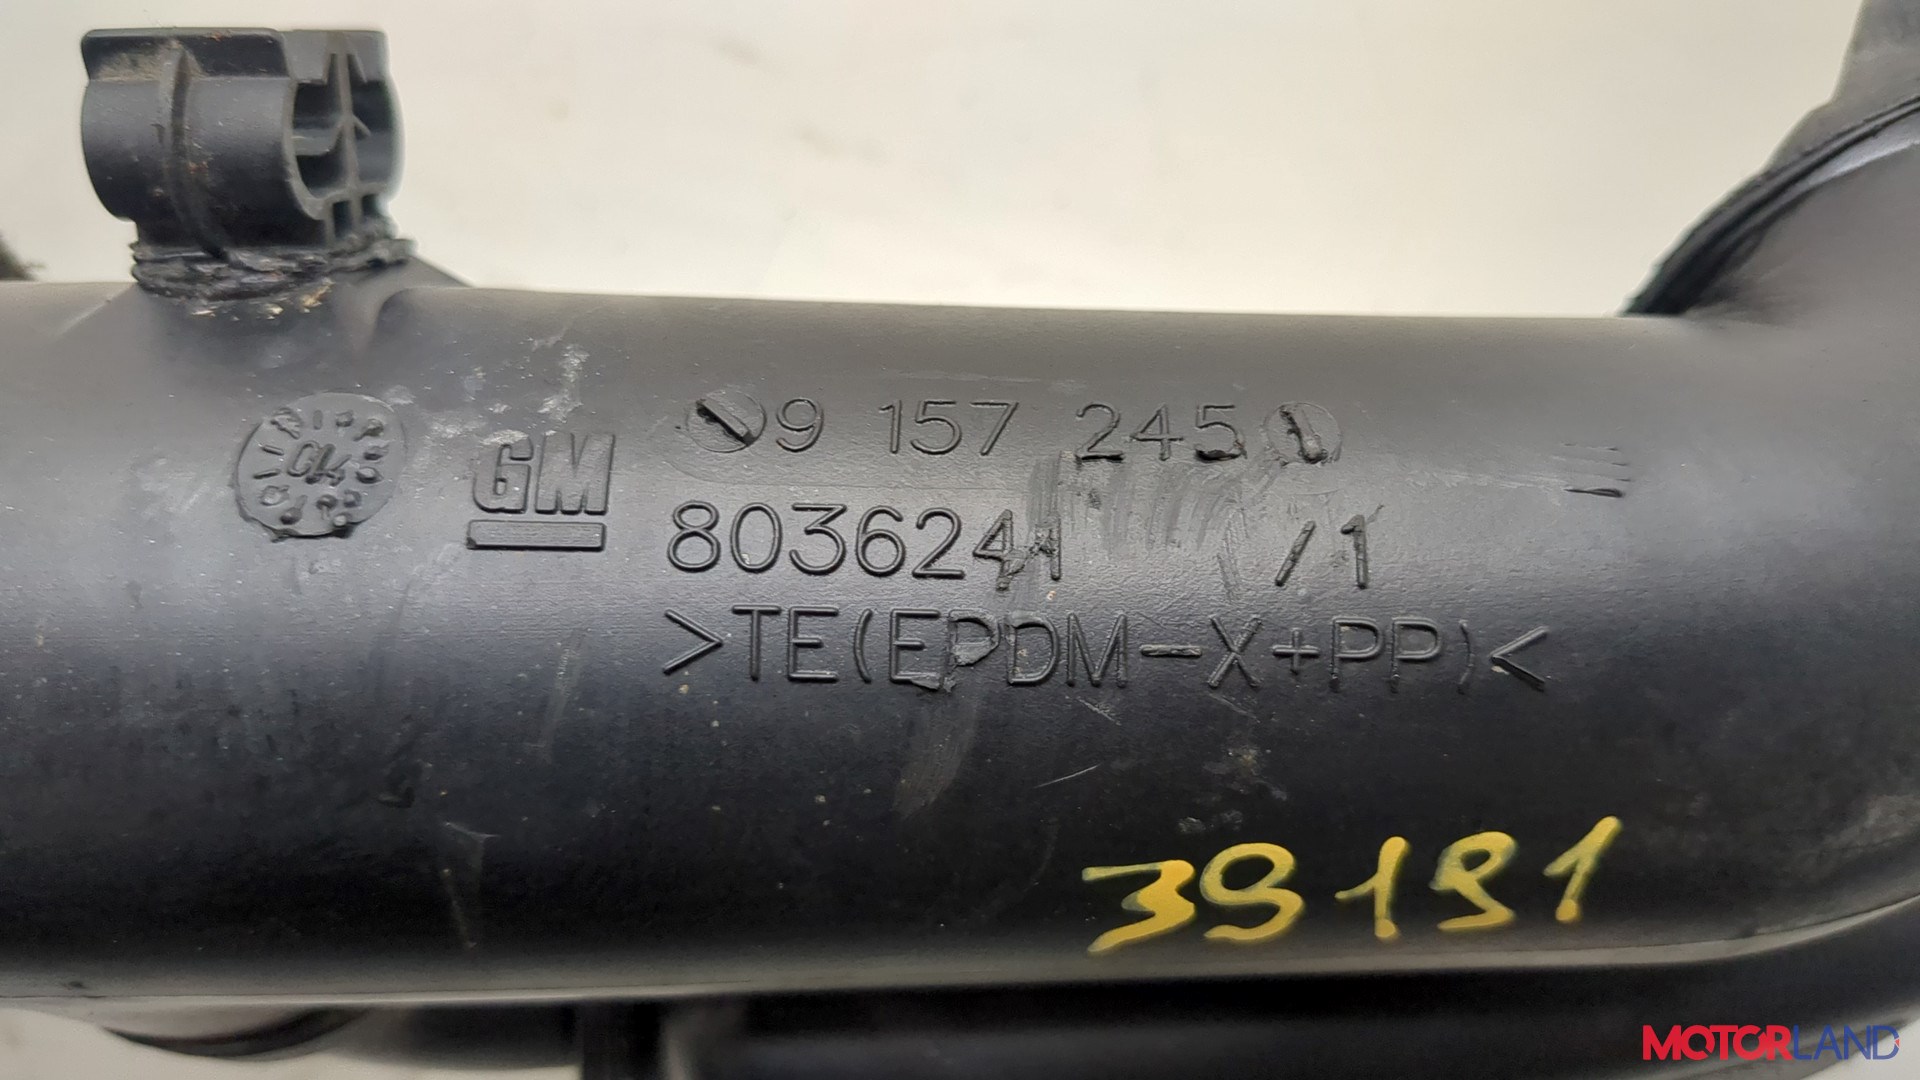 9 157 245
GM
8036241 /1
>TE(EPDM-X+PP)<
39191
MOTORLAND